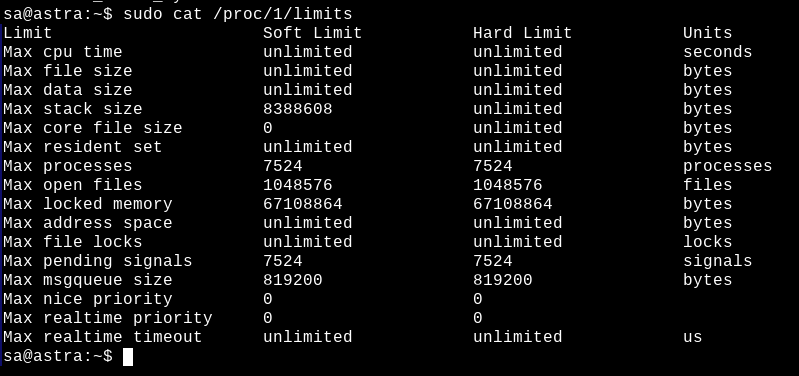 sa@astra:~$ sudo cat /proc/1/limits
Limit                     Soft Limit           Hard Limit           Units
Max cpu time              unlimited            unlimited            seconds
Max file size             unlimited            unlimited            bytes
Max data size             unlimited            unlimited            bytes
Max stack size            8388608              unlimited            bytes
Max core file size        0                    unlimited            bytes
Max resident set          unlimited            unlimited            bytes
Max processes             7524                 7524                 processes
Max open files            1048576              1048576              files
Max locked memory         67108864             67108864             bytes
Max address space         unlimited            unlimited            bytes
Max file locks            unlimited            unlimited            locks
Max pending signals       7524                 7524                 signals
Max msgqueue size         819200               819200               bytes
Max nice priority         0                    0
Max realtime priority     0                    0
Max realtime timeout      unlimited            unlimited            us
sa@astra:~$